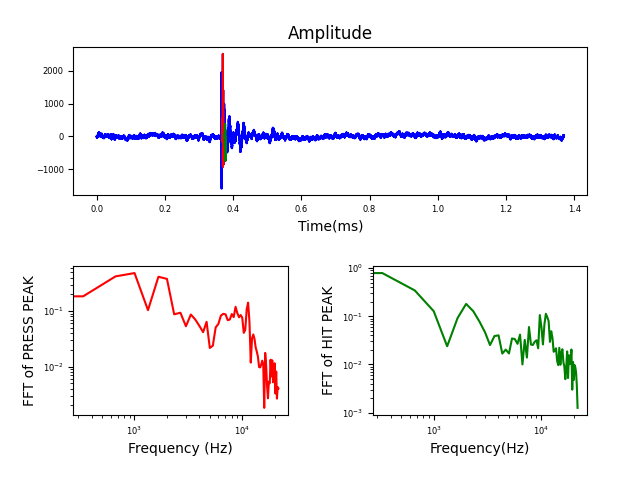 Amplitude
2000
1000
0
−1000
0.0 0.2 0.4 0.6 0.8 1.0 1.2 1.4
Time(ms)
FFT of PRESS PEAK
10⁻¹
10⁻²
10³ 10⁴
Frequency (Hz)
FFT of HIT PEAK
10⁰
10⁻¹
10⁻²
10⁻³
10³ 10⁴
Frequency(Hz)